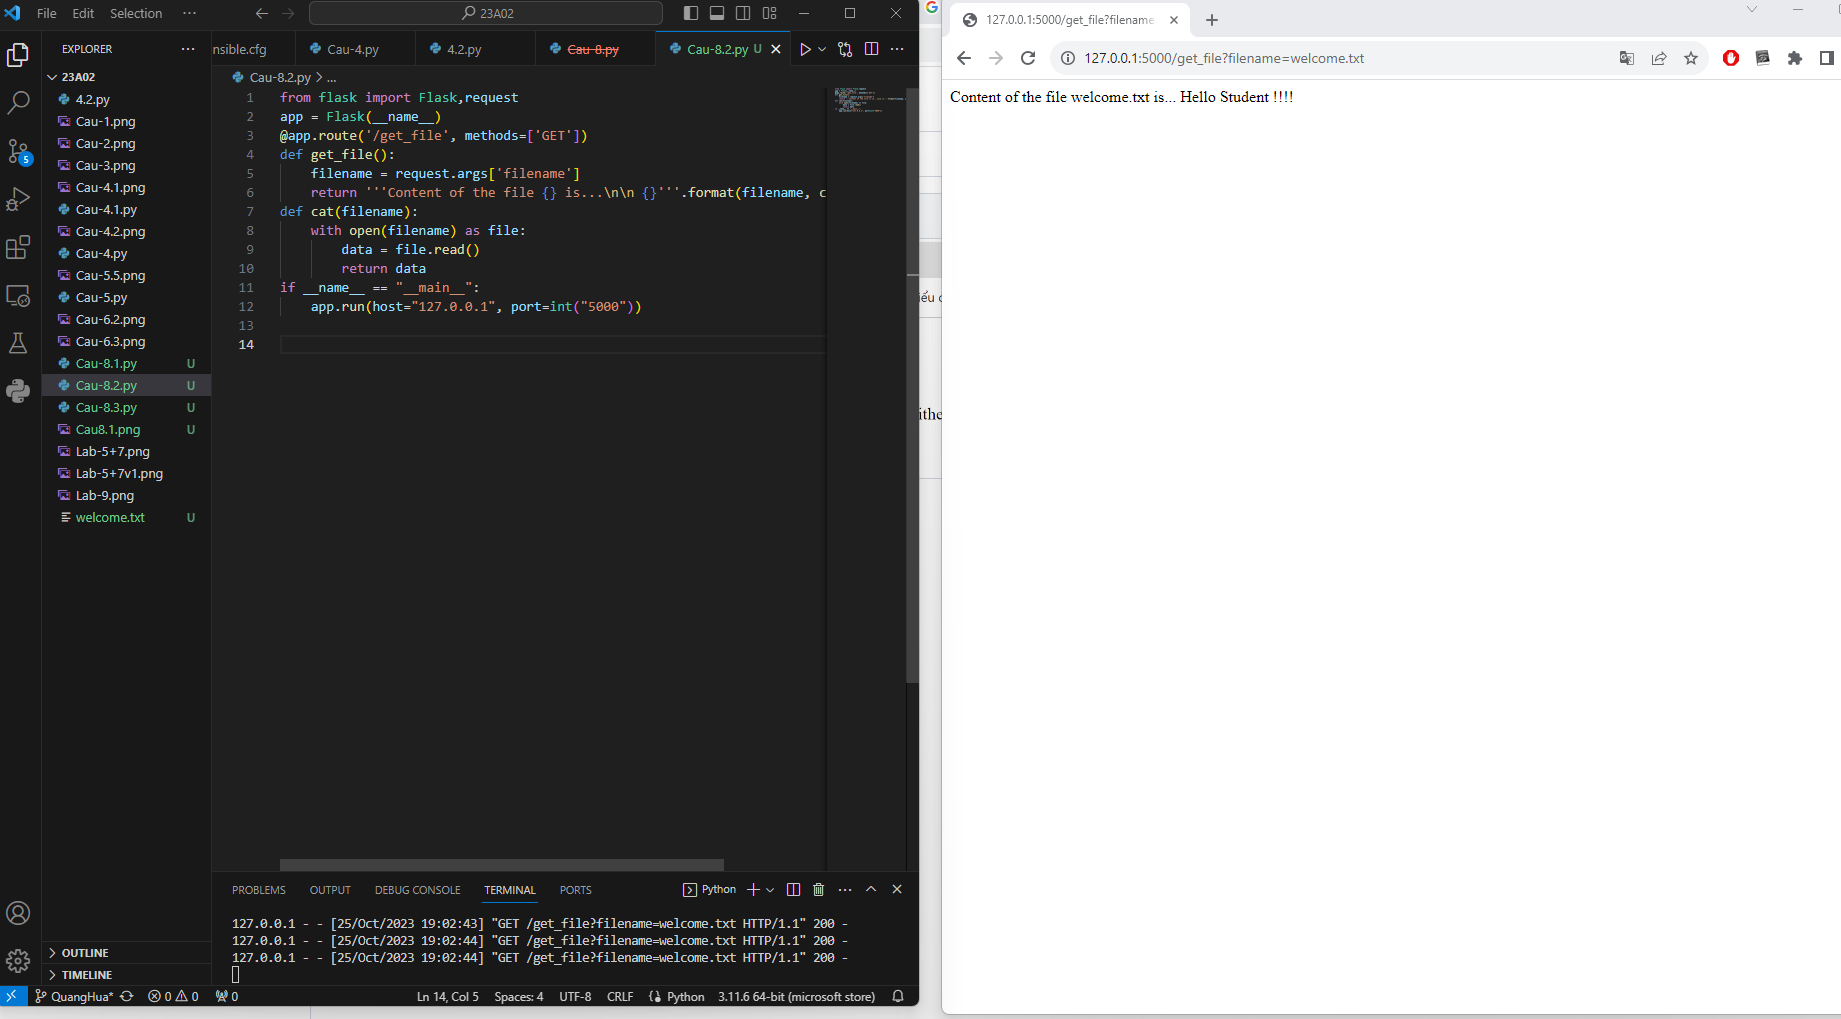 File Edit Selection ···
23A02
EXPLORER ···
23A02
4.2.py
Cau-1.png
Cau-2.png
Cau-3.png
Cau-4.1.png
Cau-4.1.py
Cau-4.2.png
Cau-4.py
Cau-5.5.png
Cau-5.py
Cau-6.2.png
Cau-6.3.png
Cau-8.1.py U
Cau-8.2.py U
Cau-8.3.py U
Cau8.1.png U
Lab-5+7.png
Lab-5+7v1.png
Lab-9.png
welcome.txt U
OUTLINE
TIMELINE
nsible.cfg Cau-4.py 4.2.py Cau-8.py Cau-8.2.py U
Cau-8.2.py > ...
1 from flask import Flask,request
2 app = Flask(__name__)
3 @app.route('/get_file', methods=['GET'])
4 def get_file():
5 filename = request.args['filename']
6 return '''Content of the file {} is...\n\n {}'''.format(filename, c
7 def cat(filename):
8 with open(filename) as file:
9 data = file.read()
10 return data
11 if __name__ == "__main__":
12 app.run(host="127.0.0.1", port=int("5000"))
13
14
PROBLEMS OUTPUT DEBUG CONSOLE TERMINAL PORTS Python
127.0.0.1 - - [25/Oct/2023 19:02:43] "GET /get_file?filename=welcome.txt HTTP/1.1" 200 -
127.0.0.1 - - [25/Oct/2023 19:02:44] "GET /get_file?filename=welcome.txt HTTP/1.1" 200 -
127.0.0.1 - - [25/Oct/2023 19:02:44] "GET /get_file?filename=welcome.txt HTTP/1.1" 200 -
5
QuangHua* 0 0 0 Ln 14, Col 5 Spaces: 4 UTF-8 CRLF Python 3.11.6 64-bit (microsoft store)
iểu
ithe
127.0.0.1:5000/get_file?filename
127.0.0.1:5000/get_file?filename=welcome.txt
Content of the file welcome.txt is... Hello Student !!!!